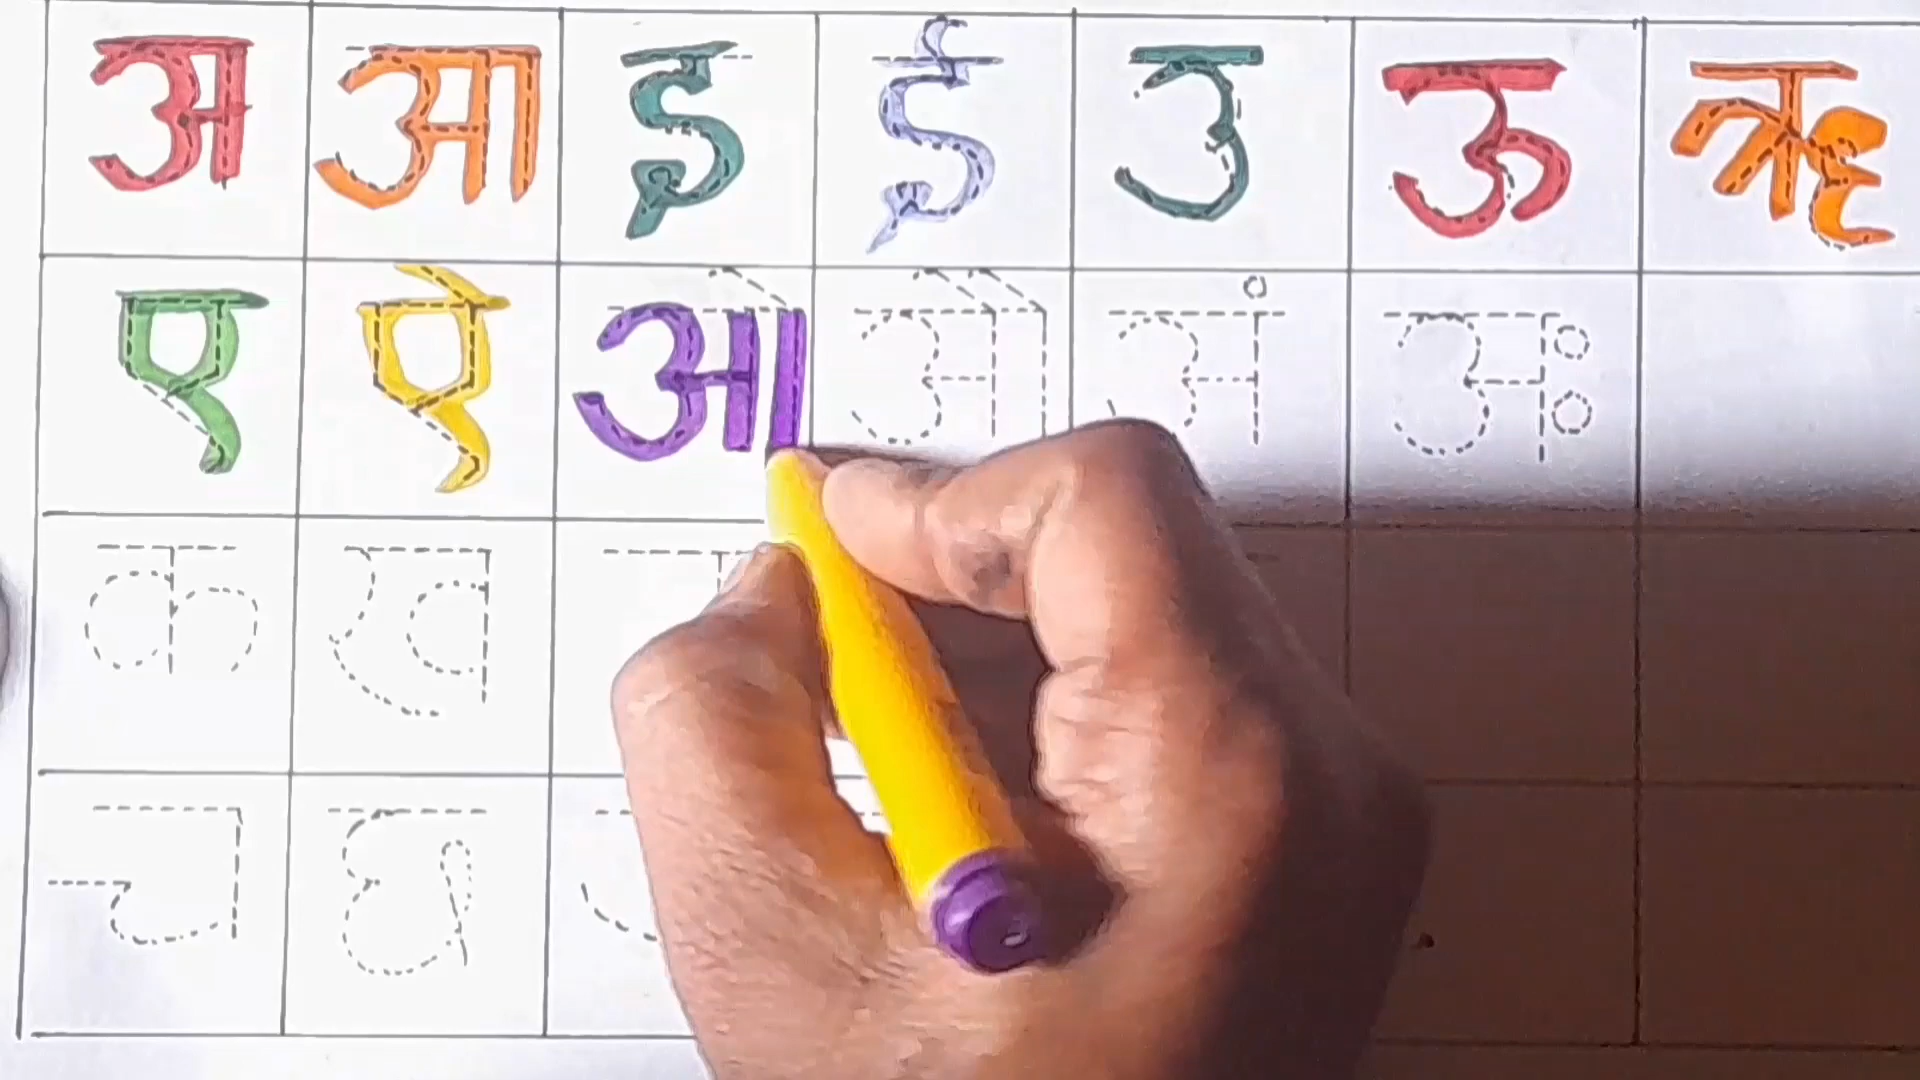 अ आ इ ई उ ऊ ऋ
ए ऐ ओ औ अं अः
क ख
च छ